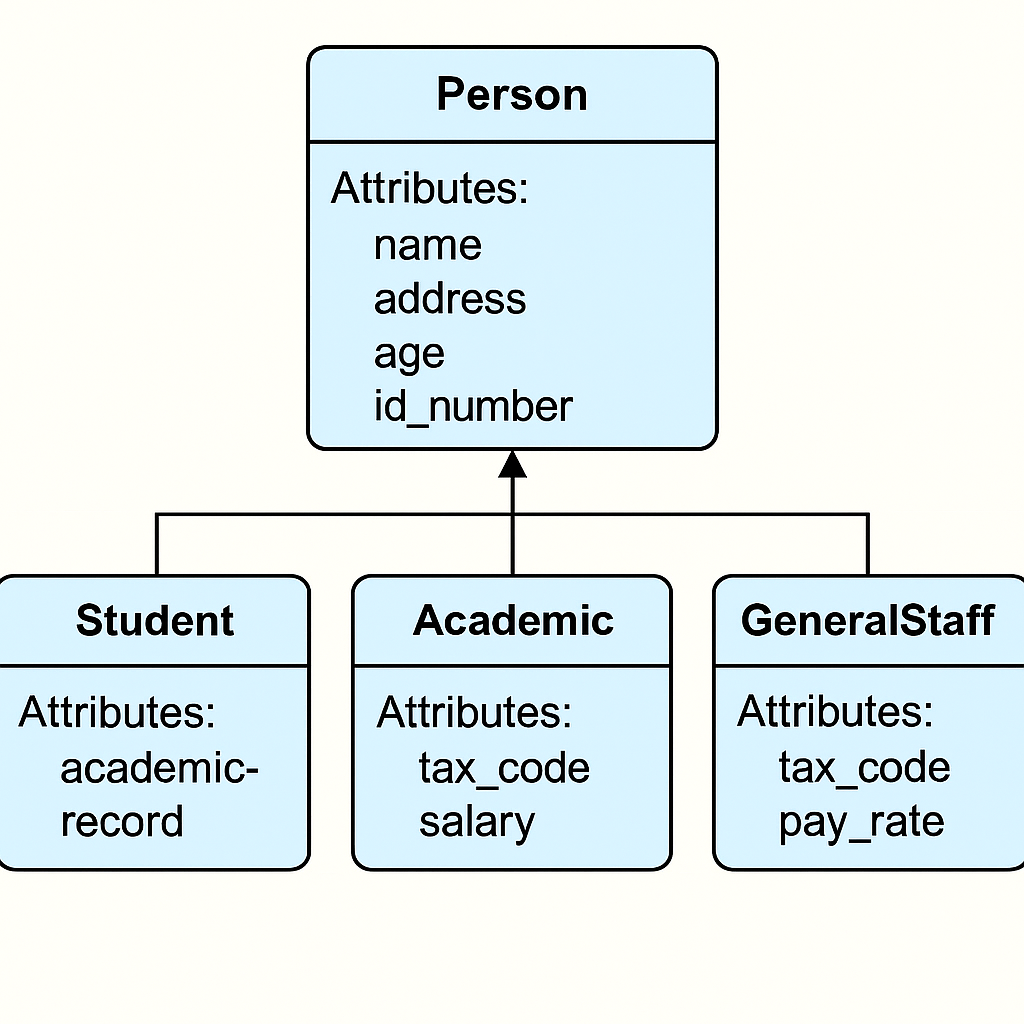 Person
Attributes:
name
address
age
id_number
Student
Attributes:
academic-
record
Academic
Attributes:
tax_code
salary
GeneralStaff
Attributes:
tax_code
pay_rate